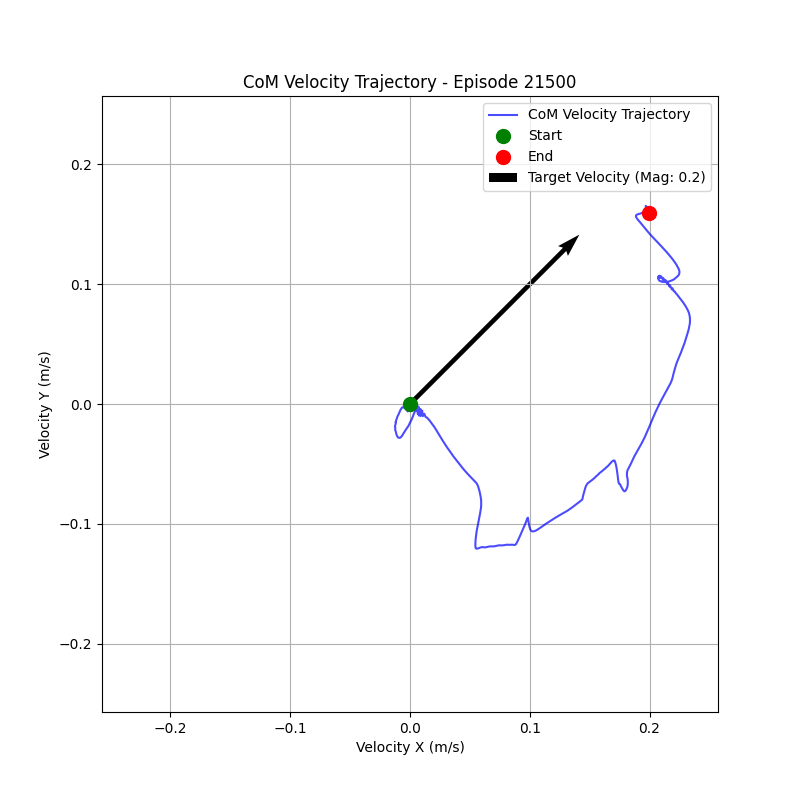 CoM Velocity Trajectory - Episode 21500
CoM Velocity Trajectory
Start
End
Target Velocity (Mag: 0.2)
Velocity Y (m/s)
0.2
0.1
0.0
−0.1
−0.2
−0.2
−0.1
0.0
0.1
0.2
Velocity X (m/s)